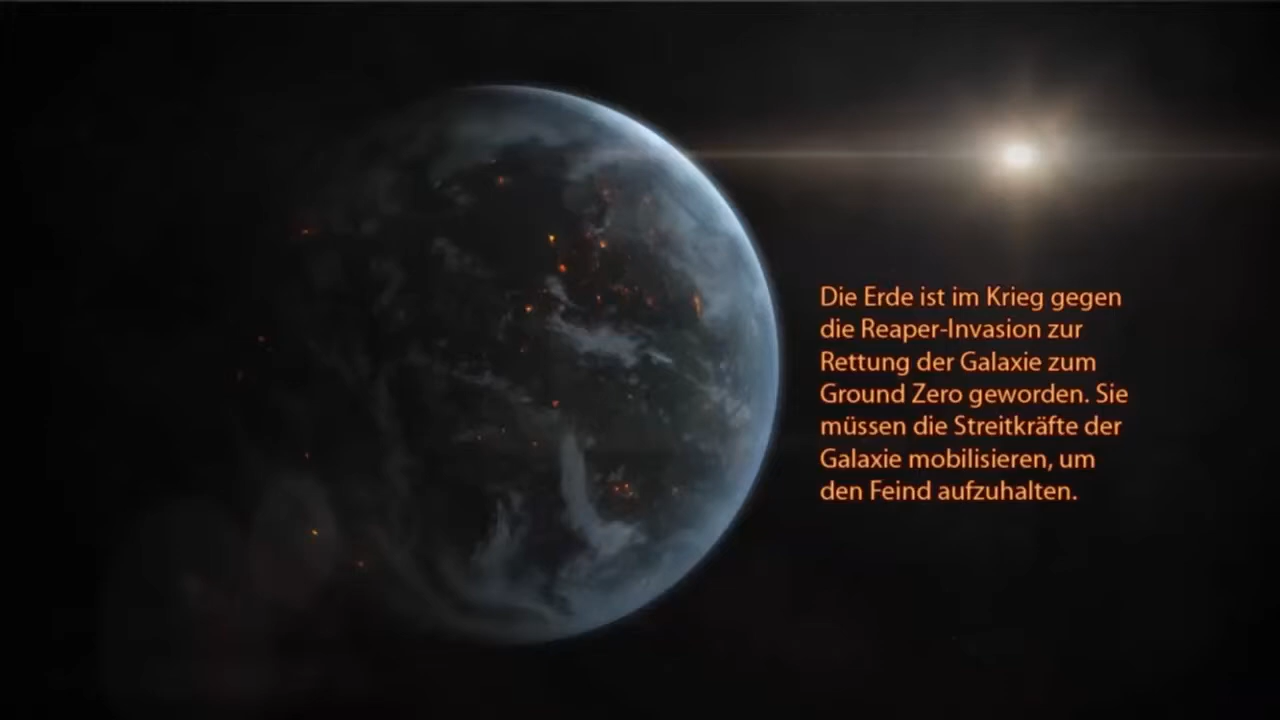 Die Erde ist im Krieg gegen
die Reaper-Invasion zur
Rettung der Galaxie zum
Ground Zero geworden. Sie
müssen die Streitkräfte der
Galaxie mobilisieren, um
den Feind aufzuhalten.